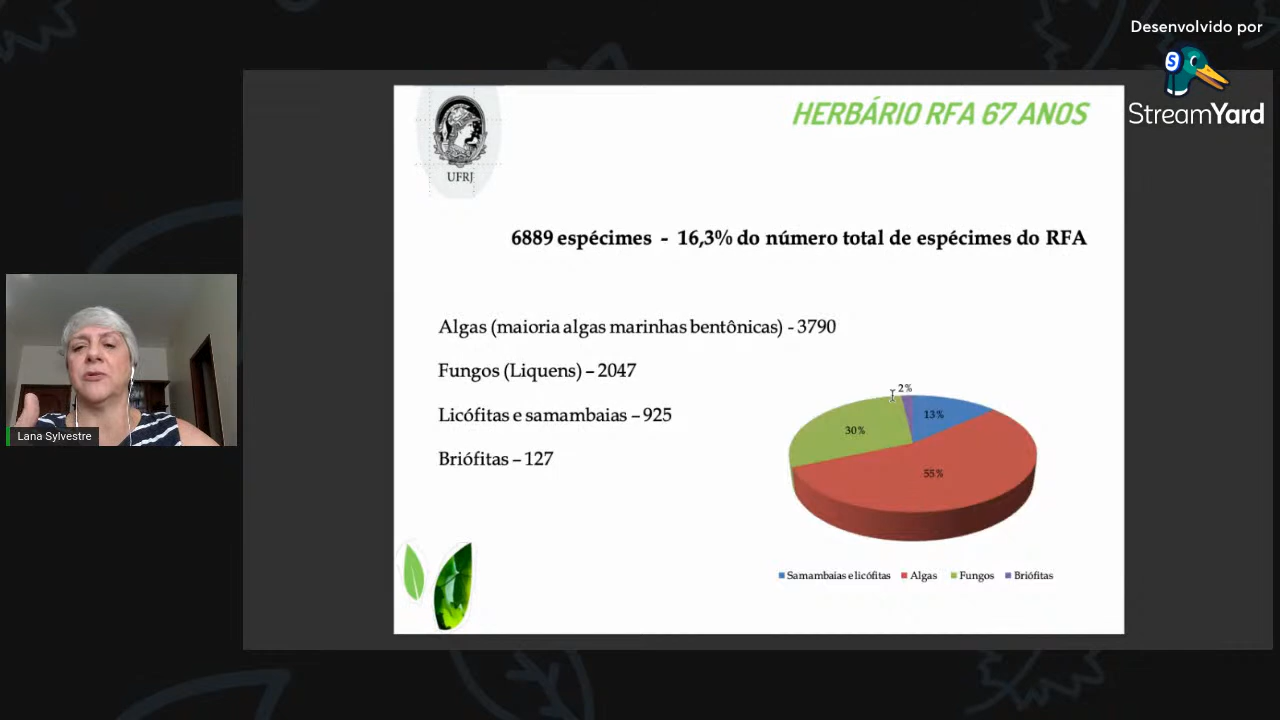 Desenvolvido por
StreamYard
HERBÁRIO RFA 67 ANOS
UFRJ
6889 espécimes - 16,3% do número total de espécimes do RFA
Algas (maioria algas marinhas bentônicas) - 3790
Fungos (Liquens) – 2047
Licófitas e samambaias – 925
Briófitas – 127
2%
13%
30%
55%
Samambaias e licófitas Algas Fungos Briófitas
Lana Sylvestre